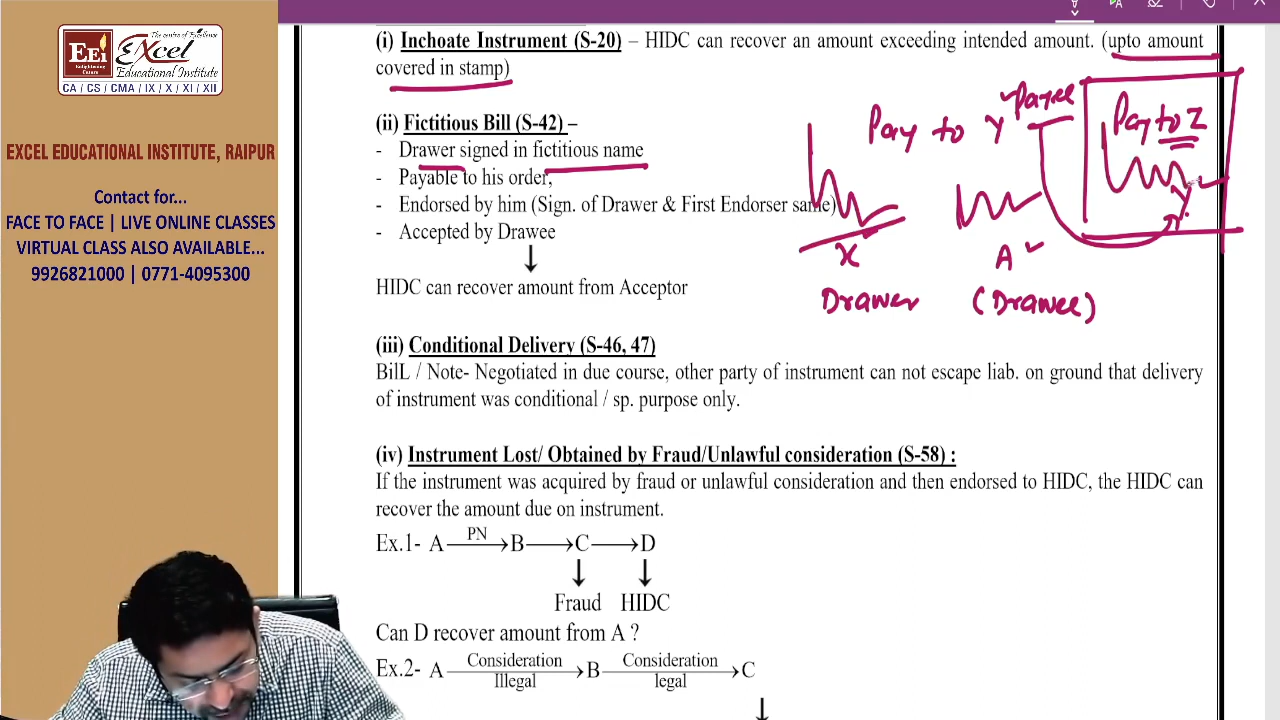 The centre of Excellence
EEi
Enlightening Careers
Excel
Educational Institute
CA / CS / CMA / IX / X / XI / XII
EXCEL EDUCATIONAL INSTITUTE, RAIPUR
Contact for...
FACE TO FACE | LIVE ONLINE CLASSES
VIRTUAL CLASS ALSO AVAILABLE...
9926821000 | 0771-4095300
(i) Inchoate Instrument (S-20) – HIDC can recover an amount exceeding intended amount. (upto amount
covered in stamp)
(ii) Fictitious Bill (S-42) –
- Drawer signed in fictitious name
- Payable to his order,
- Endorsed by him (Sign. of Drawer & First Endorser same)
- Accepted by Drawee
↓
HIDC can recover amount from Acceptor
Payee
Pay to Y
X
Drawer
A
(Drawee)
Pay to Z
Y
(iii) Conditional Delivery (S-46, 47)
BilL / Note- Negotiated in due course, other party of instrument can not escape liab. on ground that delivery
of instrument was conditional / sp. purpose only.
(iv) Instrument Lost/ Obtained by Fraud/Unlawful consideration (S-58) :
If the instrument was acquired by fraud or unlawful consideration and then endorsed to HIDC, the HIDC can
recover the amount due on instrument.
Ex.1- A PN → B → C → D
↓ ↓
Fraud HIDC
Can D recover amount from A ?
Ex.2- A Consideration Illegal → B Consideration legal → C
↓